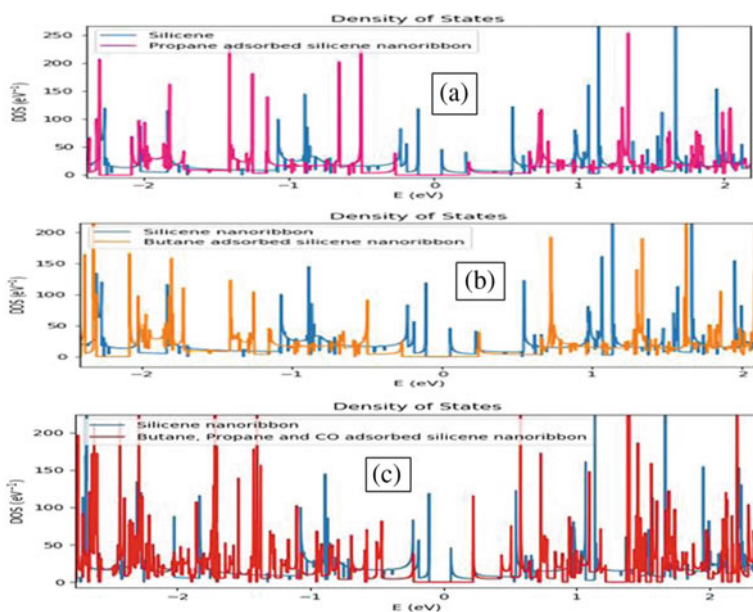 Density of States
250
200
150
100
50
0
DOS (eV⁻¹)
Silicene
Propane adsorbed silicene nanoribbon
(a)
−2
−1
0
1
2
E (eV)
Density of States
200
150
100
50
0
DOS (eV⁻¹)
Silicene nanoribbon
Butane adsorbed silicene nanoribbon
(b)
−2
−1
0
1
2
E (eV)
Density of States
200
150
100
50
0
DOS (eV⁻¹)
Silicene nanoribbon
Butane, Propane and CO adsorbed silicene nanoribbon
(c)
−2
−1
0
1
2
E (eV)